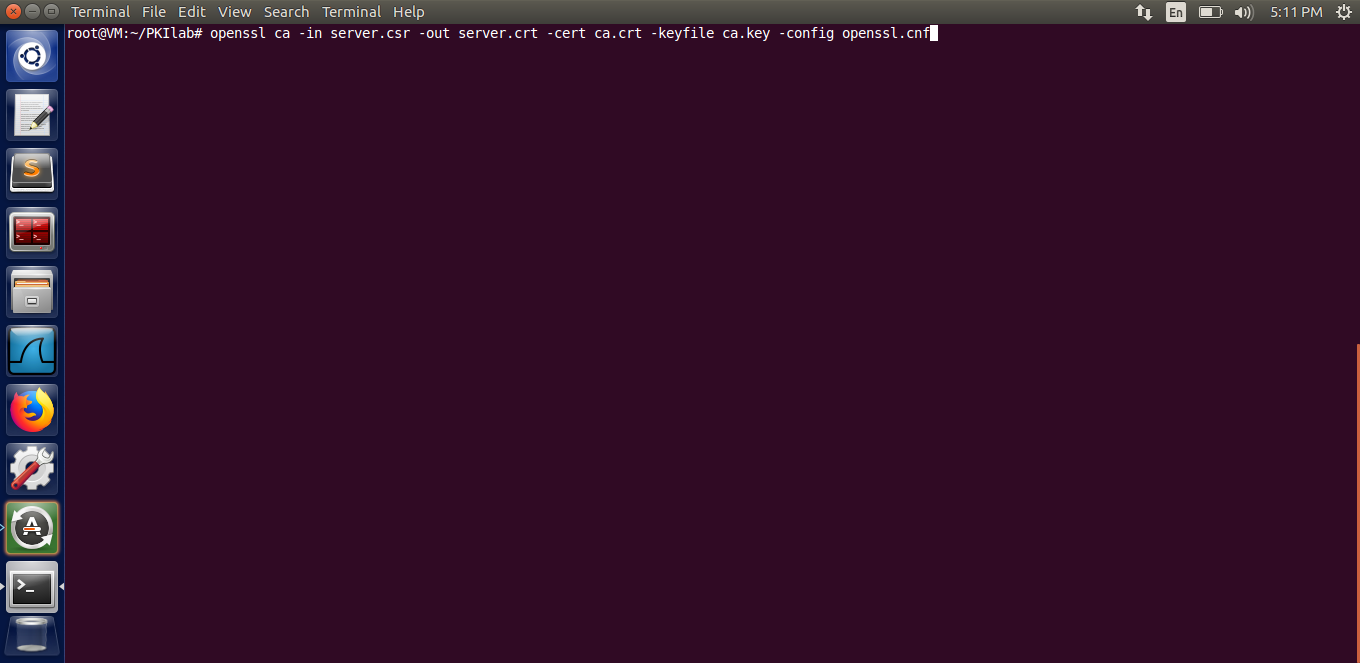 Terminal File Edit View Search Terminal Help En 5:11 PM
root@VM:~/PKIlab# openssl ca -in server.csr -out server.crt -cert ca.crt -keyfile ca.key -config openssl.cnf
S
A
>_